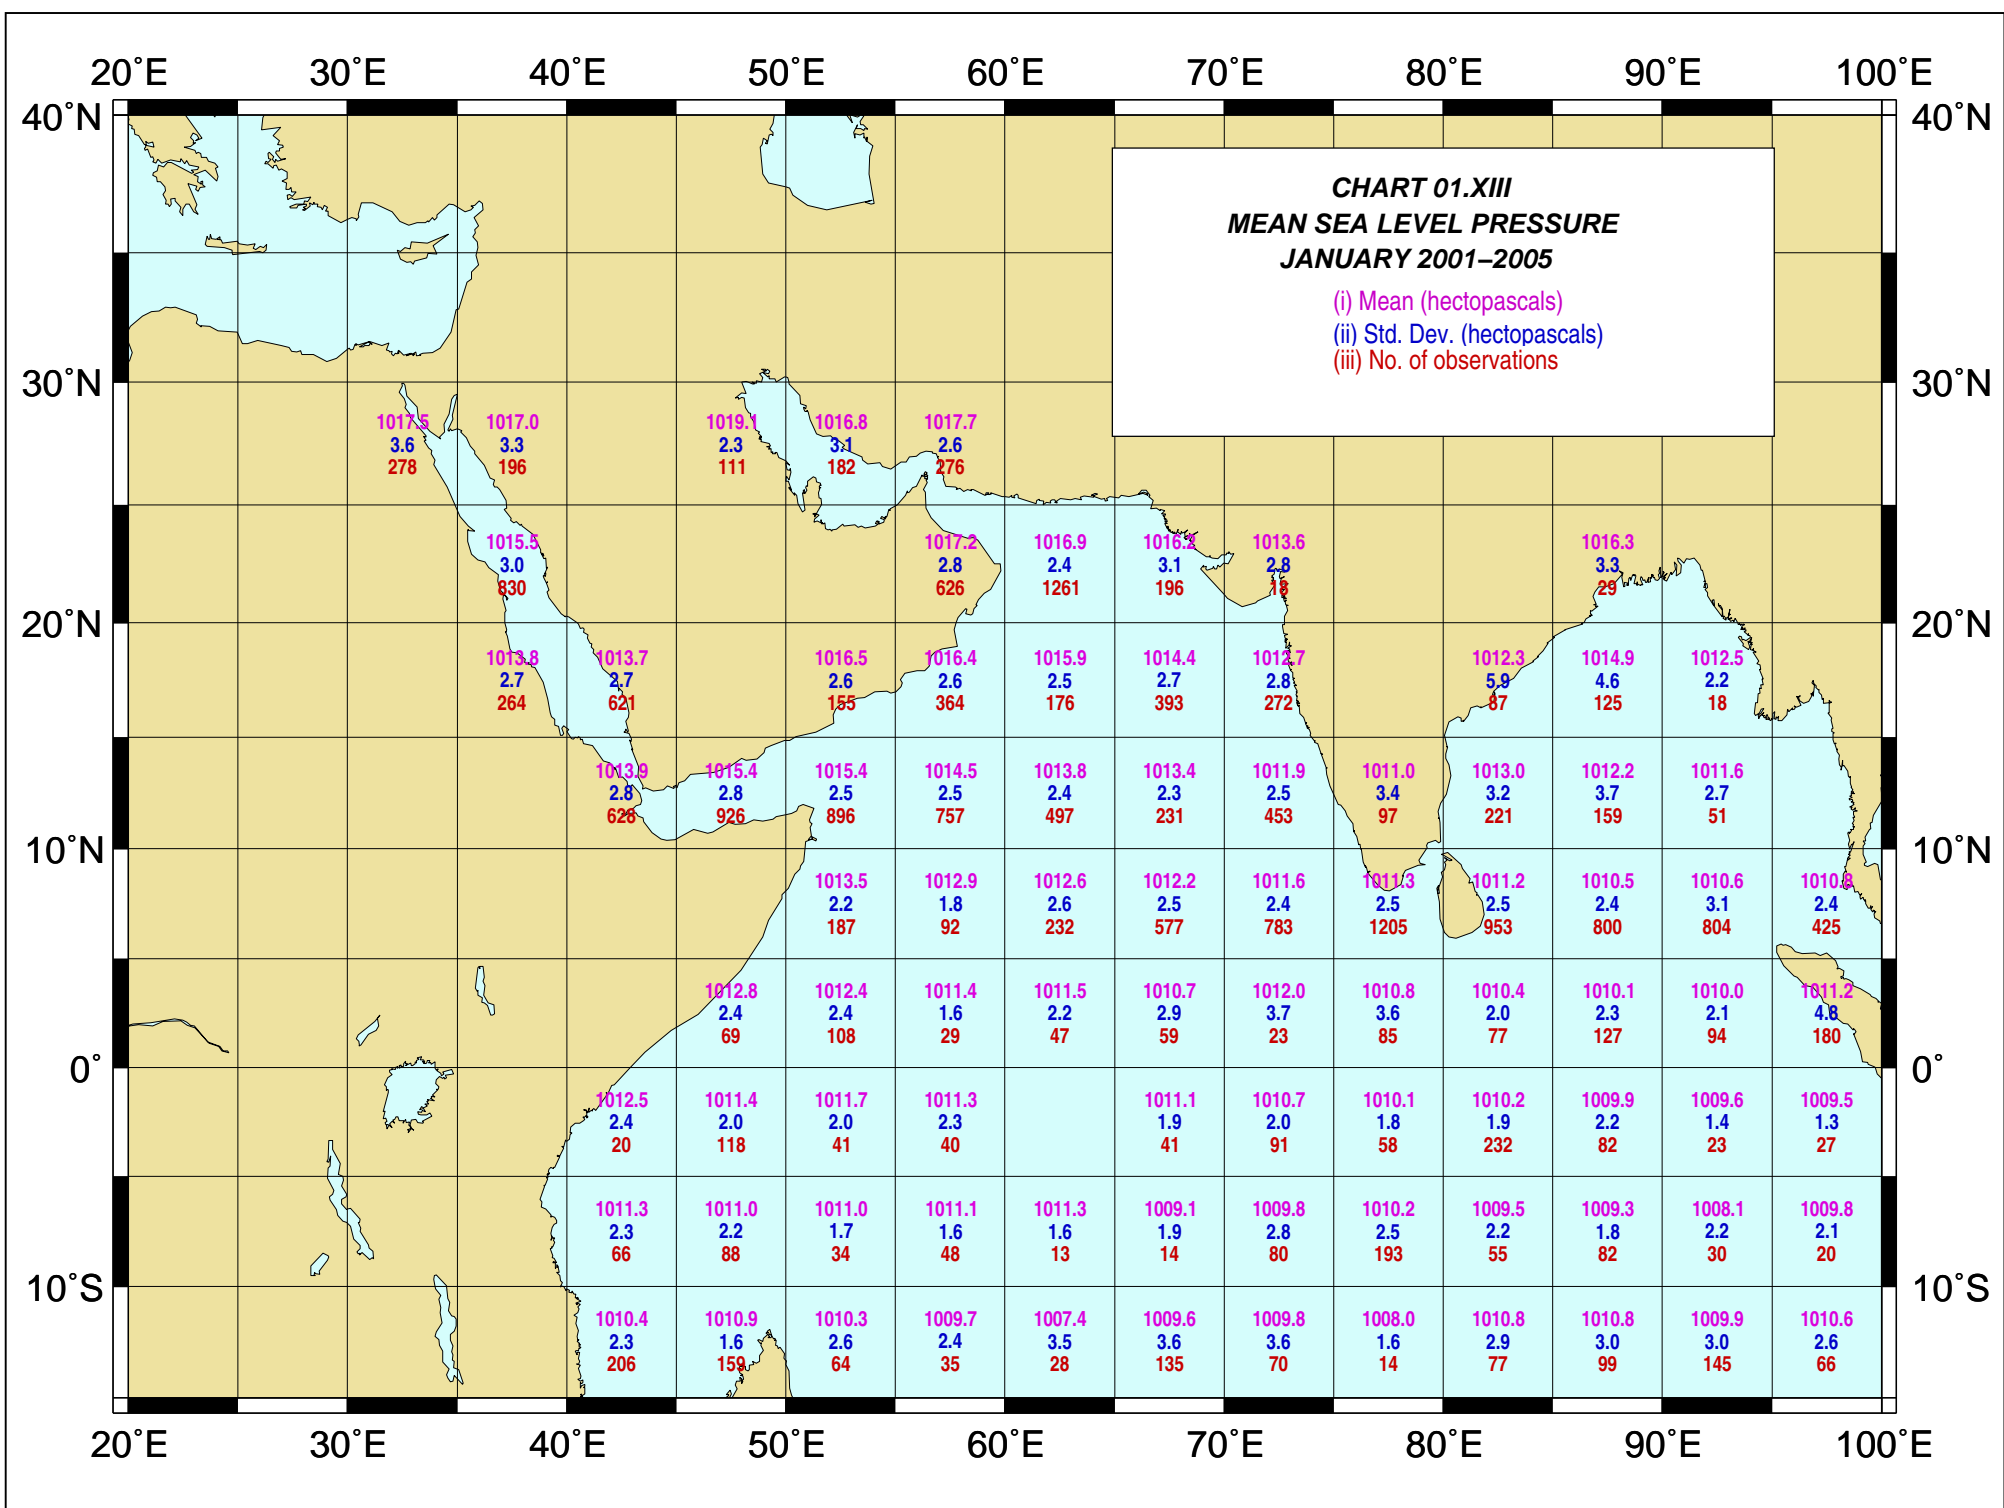 20°E 30°E 40°E 50°E 60°E 70°E 80°E 90°E 100°E
40°N 40°N
CHART 01.XIII
MEAN SEA LEVEL PRESSURE
JANUARY 2001–2005
(i) Mean (hectopascals)
(ii) Std. Dev. (hectopascals)
(iii) No. of observations
30°N 30°N
1017.5 1017.0 1019.1 1016.8 1017.7
3.6 3.3 2.3 3.1 2.6
278 196 111 182 276
1015.5 1017.2 1016.9 1016.2 1013.6 1016.3
3.0 2.8 2.4 3.1 2.8 3.3
830 626 1261 196 18 29
20°N 20°N
1013.8 1013.7 1016.5 1016.4 1015.9 1014.4 1012.7 1012.3 1014.9 1012.5
2.7 2.7 2.6 2.6 2.5 2.7 2.8 5.9 4.6 2.2
264 621 155 364 176 393 272 87 125 18
1013.9 1015.4 1015.4 1014.5 1013.8 1013.4 1011.9 1011.0 1013.0 1012.2 1011.6
2.8 2.8 2.5 2.5 2.4 2.3 2.5 3.4 3.2 3.7 2.7
628 926 896 757 497 231 453 97 221 159 51
10°N 10°N
1013.5 1012.9 1012.6 1012.2 1011.6 1011.3 1011.2 1010.5 1010.6 1010.8
2.2 1.8 2.6 2.5 2.4 2.5 2.5 2.4 3.1 2.4
187 92 232 577 783 1205 953 800 804 425
1012.8 1012.4 1011.4 1011.5 1010.7 1012.0 1010.8 1010.4 1010.1 1010.0 1011.2
2.4 2.4 1.6 2.2 2.9 3.7 3.6 2.0 2.3 2.1 4.8
69 108 29 47 59 23 85 77 127 94 180
0° 0°
1012.5 1011.4 1011.7 1011.3 1011.1 1010.7 1010.1 1010.2 1009.9 1009.6 1009.5
2.4 2.0 2.0 2.3 1.9 2.0 1.8 1.9 2.2 1.4 1.3
20 118 41 40 41 91 58 232 82 23 27
1011.3 1011.0 1011.0 1011.1 1011.3 1009.1 1009.8 1010.2 1009.5 1009.3 1008.1 1009.8
2.3 2.2 1.7 1.6 1.6 1.9 2.8 2.5 2.2 1.8 2.2 2.1
66 88 34 48 13 14 80 193 55 82 30 20
10°S 10°S
1010.4 1010.9 1010.3 1009.7 1007.4 1009.6 1009.8 1008.0 1010.8 1010.8 1009.9 1010.6
2.3 1.6 2.6 2.4 3.5 3.6 3.6 1.6 2.9 3.0 3.0 2.6
206 159 64 35 28 135 70 14 77 99 145 66
20°E 30°E 40°E 50°E 60°E 70°E 80°E 90°E 100°E